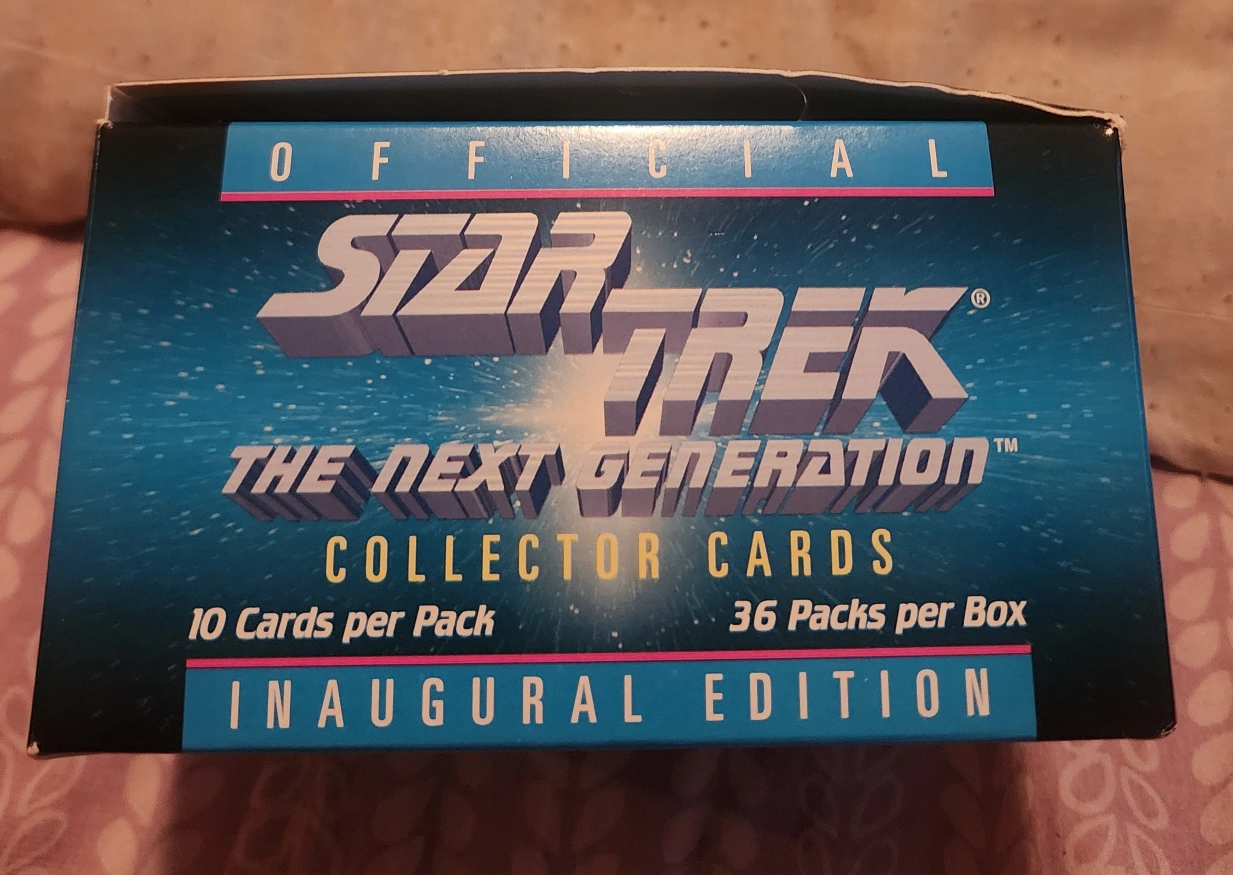 OFFICIAL
STAR
TREK®
THE NEXT GENERATION™
COLLECTOR CARDS
10 Cards per Pack 36 Packs per Box
INAUGURAL EDITION